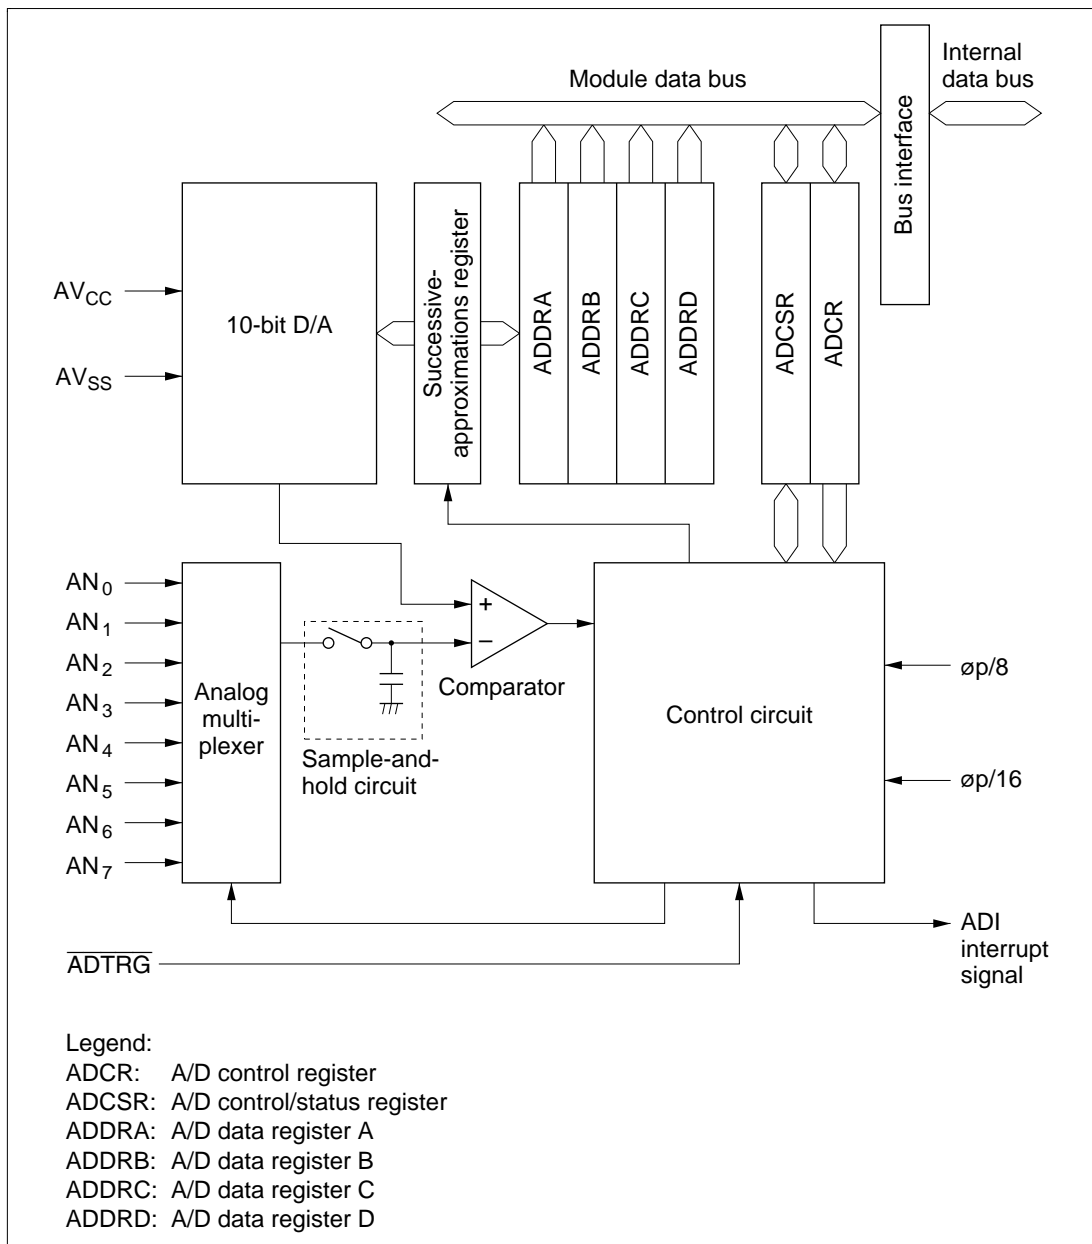 Module data bus
Internal
data bus
Bus interface
AVCC
AVSS
10-bit D/A
Successive-
approximations register
ADDRA
ADDRB
ADDRC
ADDRD
ADCSR
ADCR
AN0
AN1
AN2
AN3
AN4
AN5
AN6
AN7
Analog
multi-
plexer
+
−
Comparator
Sample-and-
hold circuit
Control circuit
øp/8
øp/16
ADI
interrupt
signal
ADTRG
Legend:
ADCR: A/D control register
ADCSR: A/D control/status register
ADDRA: A/D data register A
ADDRB: A/D data register B
ADDRC: A/D data register C
ADDRD: A/D data register D